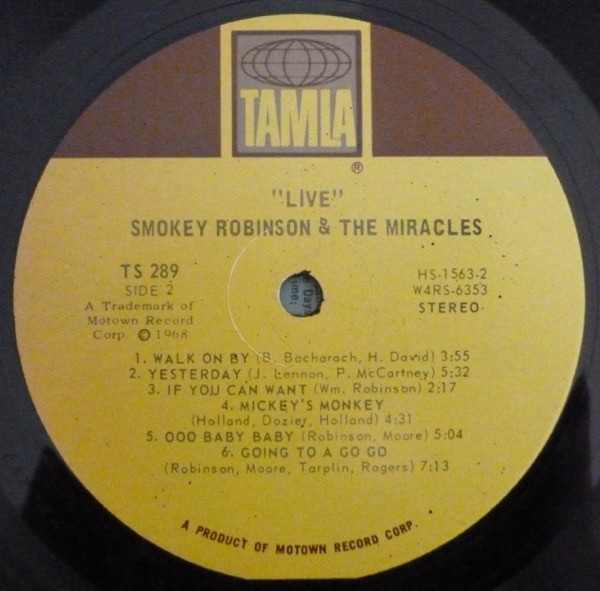 TAMLA
®
"LIVE"
SMOKEY ROBINSON & THE MIRACLES
TS 289
SIDE 2
A Trademark of
Motown Record
Corp. © 1968
HS-1563-2
W4RS-6353
STEREO
1. WALK ON BY (B. Bacharach, H. David) 3:55
2. YESTERDAY (J. Lennon, P. McCartney) 5:32
3. IF YOU CAN WANT (Wm. Robinson) 2:17
4. MICKEY'S MONKEY
(Holland, Dozier, Holland) 4:31
5. OOO BABY BABY (Robinson, Moore) 5:04
6. GOING TO A GO GO
(Robinson, Moore, Tarplin, Rogers) 7:13
A PRODUCT OF MOTOWN RECORD CORP.